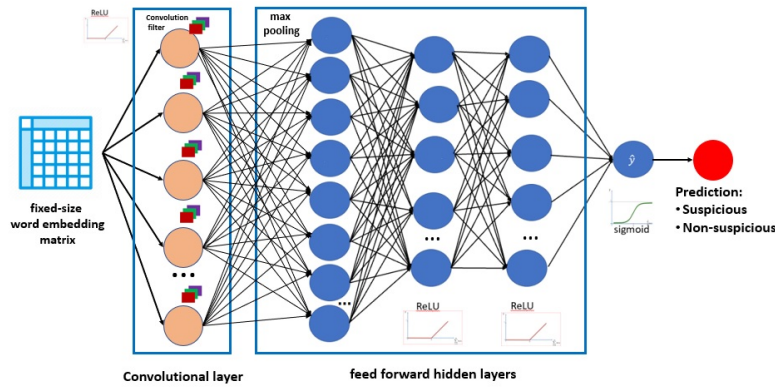 ReLU
Convolution
filter
max
pooling
fixed-size
word embedding
matrix
...
...
...
...
ŷ
Prediction:
• Suspicious
• Non-suspicious
sigmoid
ReLU
ReLU
Convolutional layer
feed forward hidden layers